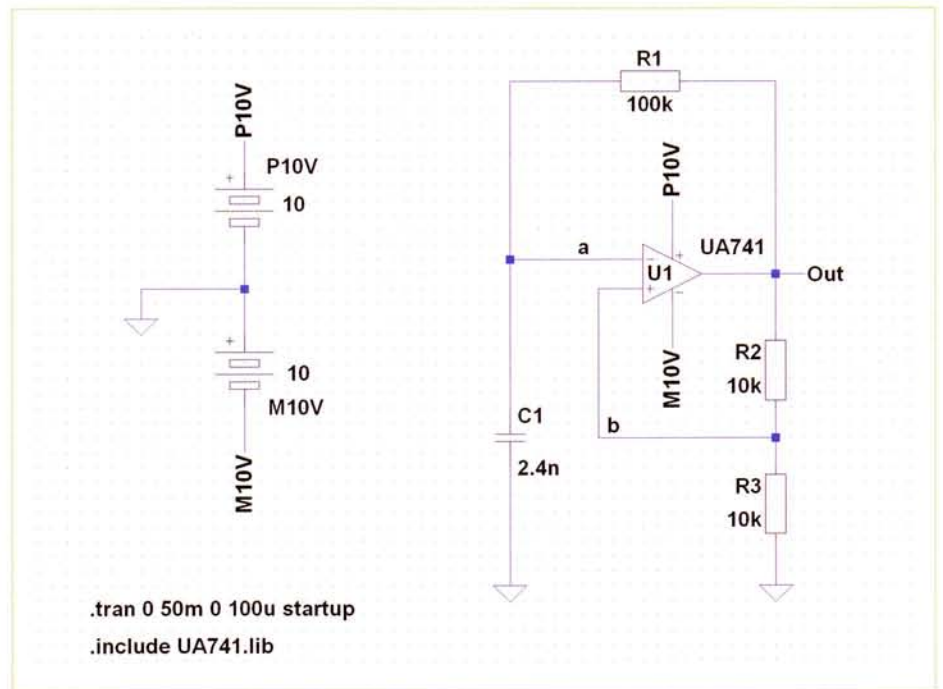 P10V
P10V
10
10
M10V
M10V
.tran 0 50m 0 100u startup
.include UA741.lib
R1
100k
P10V
UA741
a
U1
Out
M10V
R2
10k
b
C1
2.4n
R3
10k